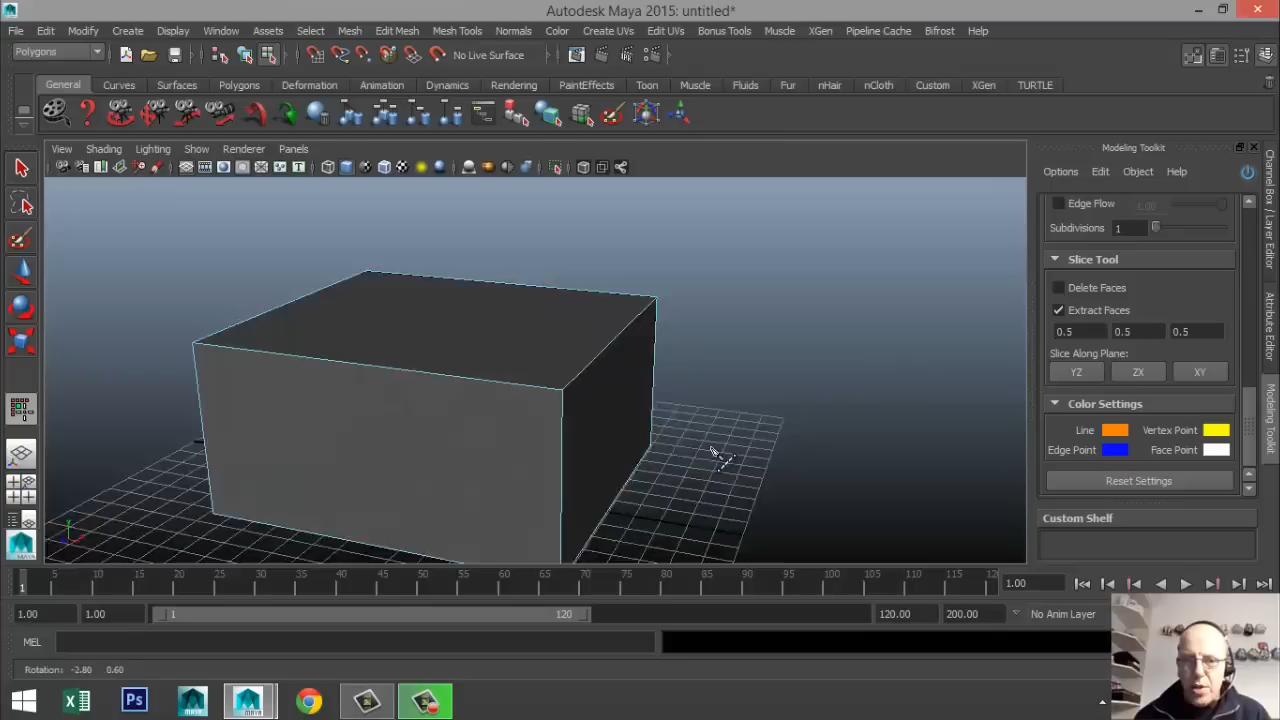 Autodesk Maya 2015: untitled*
File Edit Modify Create Display Window Assets Select Mesh Edit Mesh Mesh Tools Normals Color Create UVs Edit UVs Bonus Tools Muscle XGen Pipeline Cache Bifrost Help
Polygons No Live Surface
General Curves Surfaces Polygons Deformation Animation Dynamics Rendering PaintEffects Toon Muscle Fluids Fur nHair nCloth Custom XGen TURTLE
View Shading Lighting Show Renderer Panels
Modeling Toolkit
Options Edit Object Help
Edge Flow 1.00
Subdivisions 1
Slice Tool
Delete Faces
Extract Faces
0.5 0.5 0.5
Slice Along Plane:
YZ ZX XY
Color Settings
Line Vertex Point
Edge Point Face Point
Reset Settings
Custom Shelf
Channel Box / Layer Editor
Attribute Editor
Modeling Toolkit
1 5 10 15 20 25 30 35 40 45 50 55 60 65 70 75 80 85 90 95 100 105 110 115 12 1.00
1.00 1.00 1 120 120.00 200.00 No Anim Layer
MEL
Rotation: -2.80 0.60
Ps